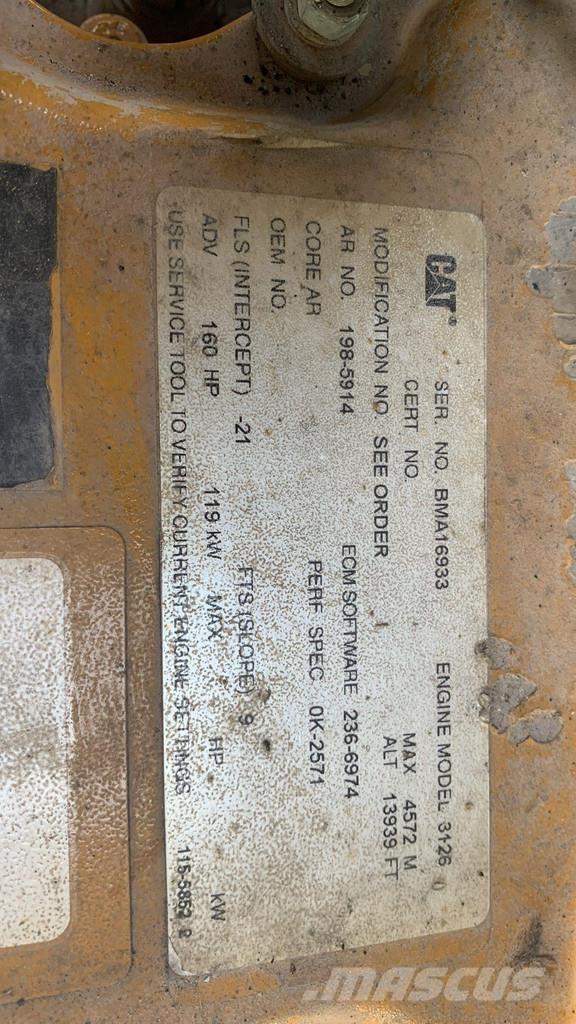 CAT® SER. NO. BMA16933 ENGINE MODEL 3126
CERT NO MAX 4572 M
MODIFICATION NO SEE ORDER ALT 13939 FT
AR NO. 198-5914 ECM SOFTWARE 236-6974
CORE AR PERF SPEC 0K-2571
OEM NO.
FLS (INTERCEPT) -21 FTS (SLOPE) 9
ADV 160 HP 119 kW MAX HP kW
USE SERVICE TOOL TO VERIFY CURRENT ENGINE SETTINGS 115-5852 2
MASCUS